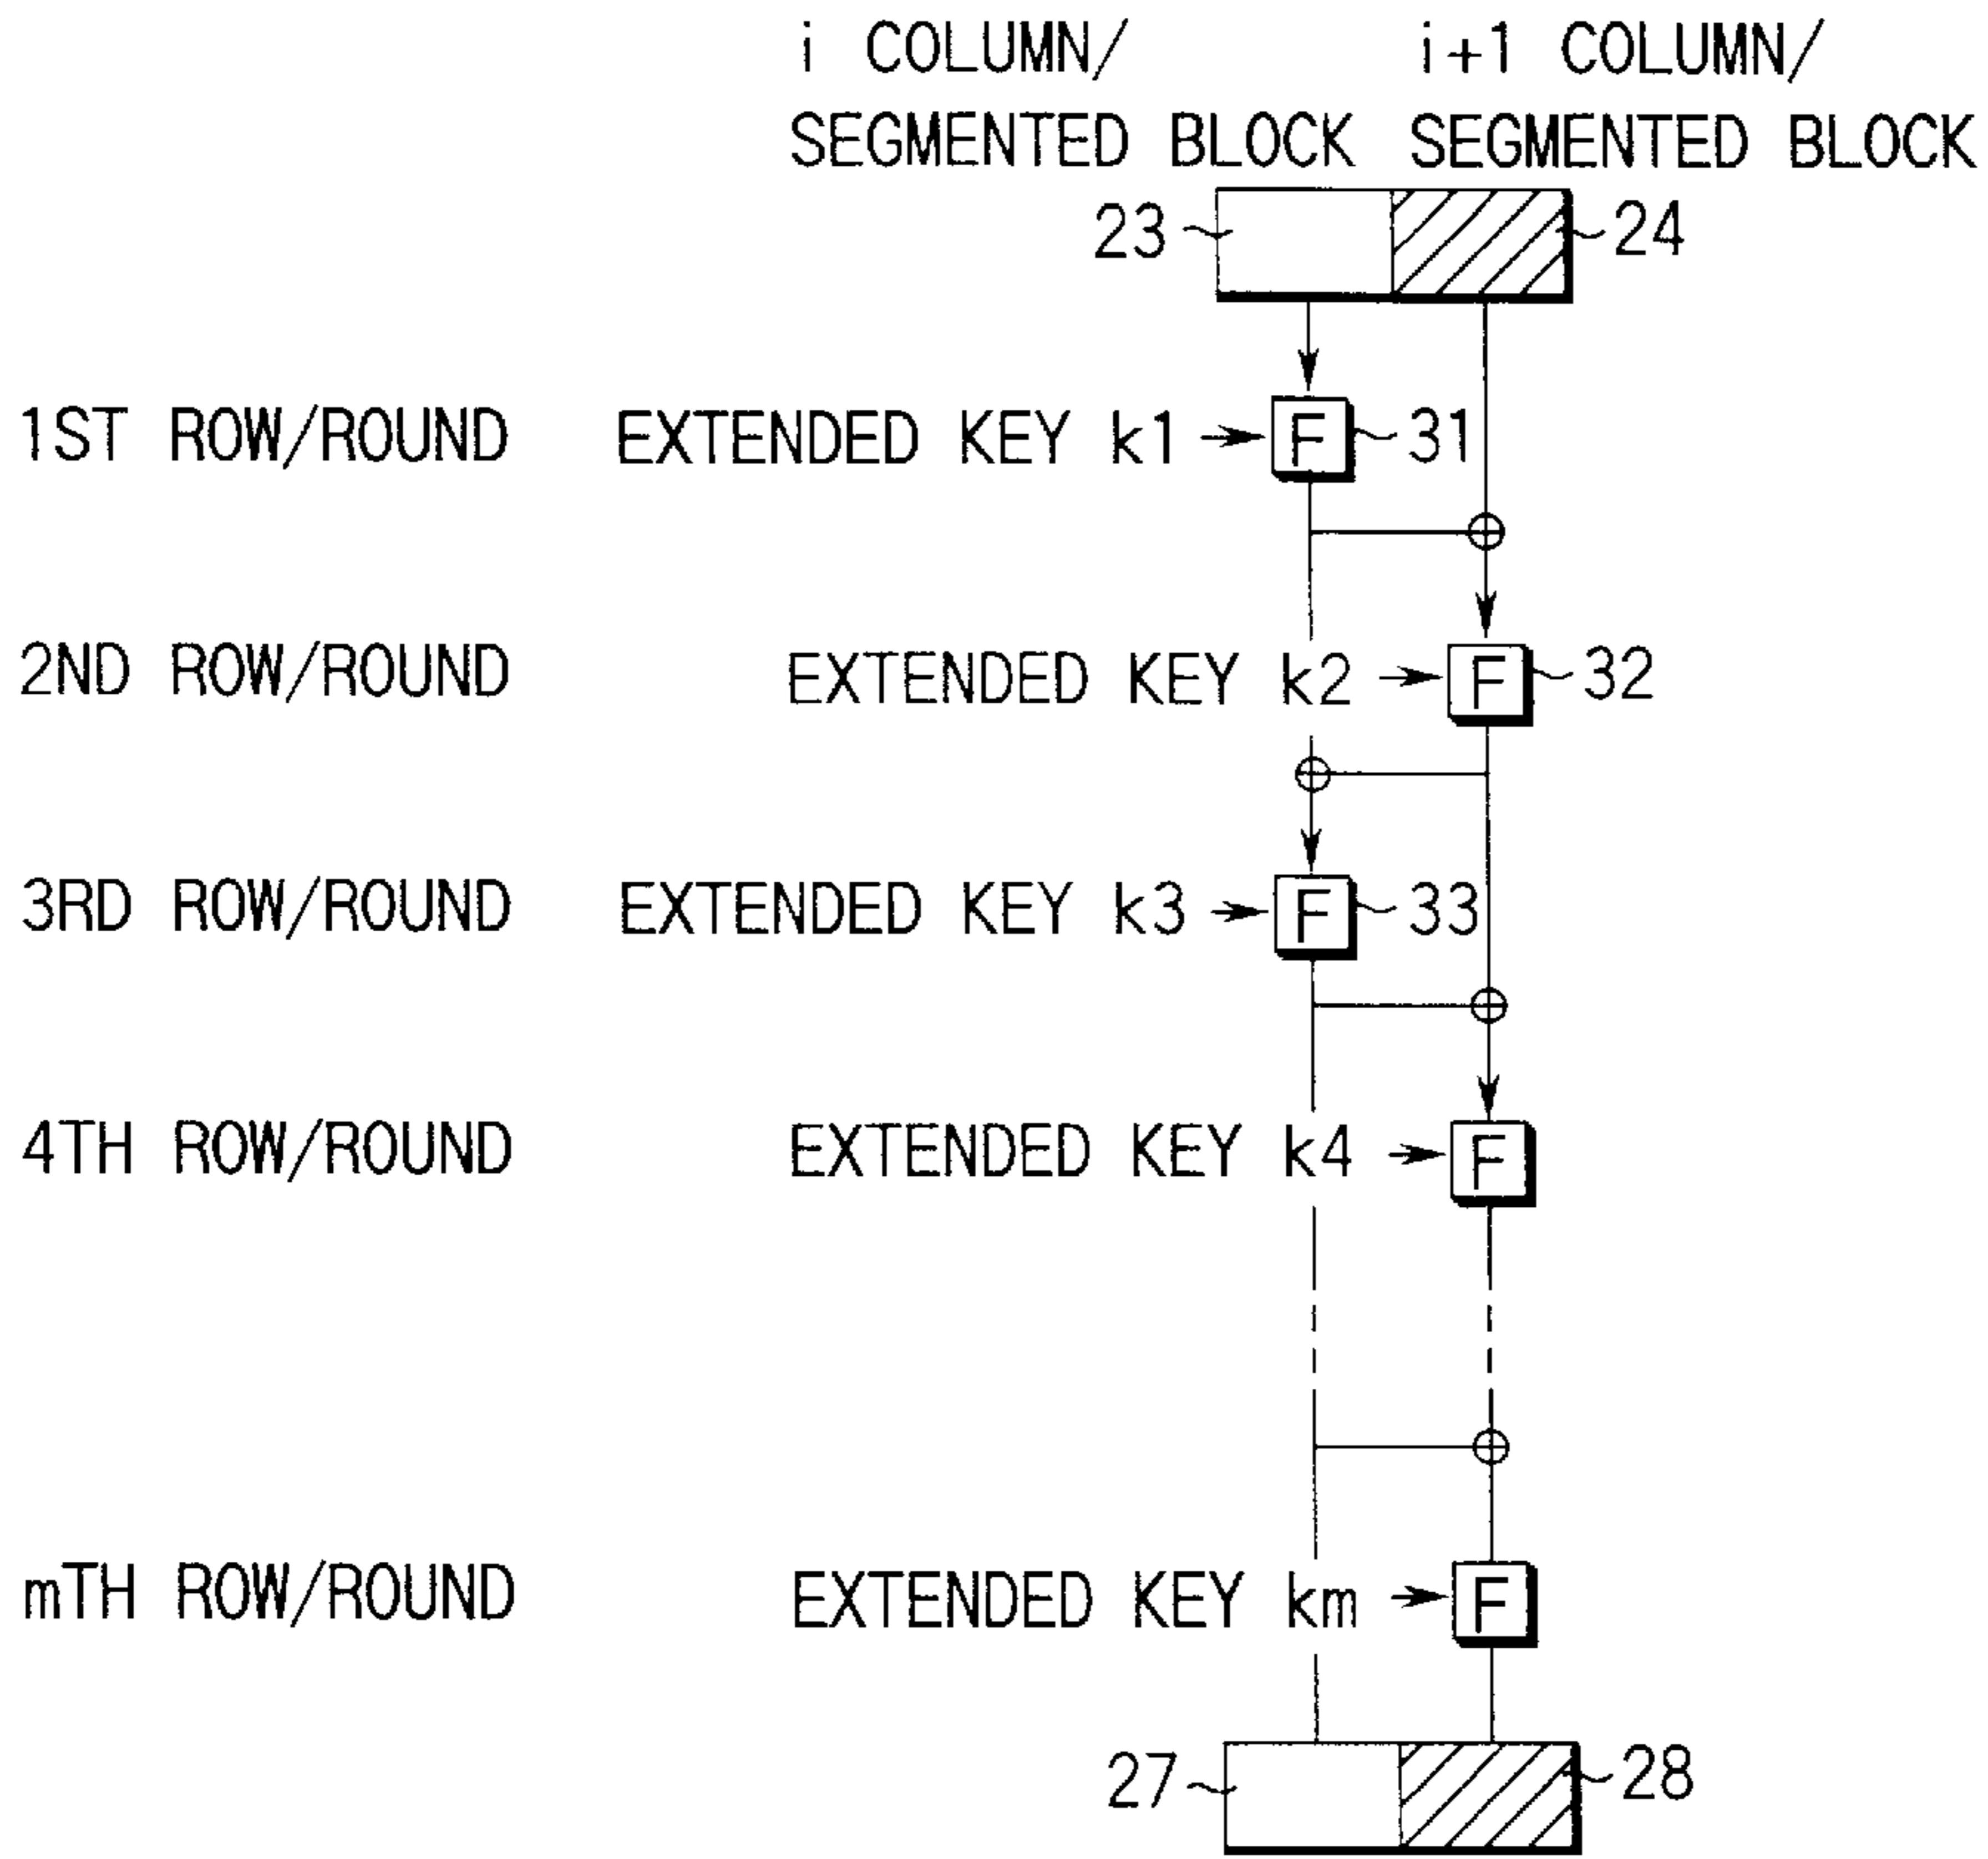 i COLUMN/ i+1 COLUMN/
SEGMENTED BLOCK SEGMENTED BLOCK
23 24
1ST ROW/ROUND EXTENDED KEY k1 F 31
2ND ROW/ROUND EXTENDED KEY k2 F 32
3RD ROW/ROUND EXTENDED KEY k3 F 33
4TH ROW/ROUND EXTENDED KEY k4 F
mTH ROW/ROUND EXTENDED KEY km F
27 28